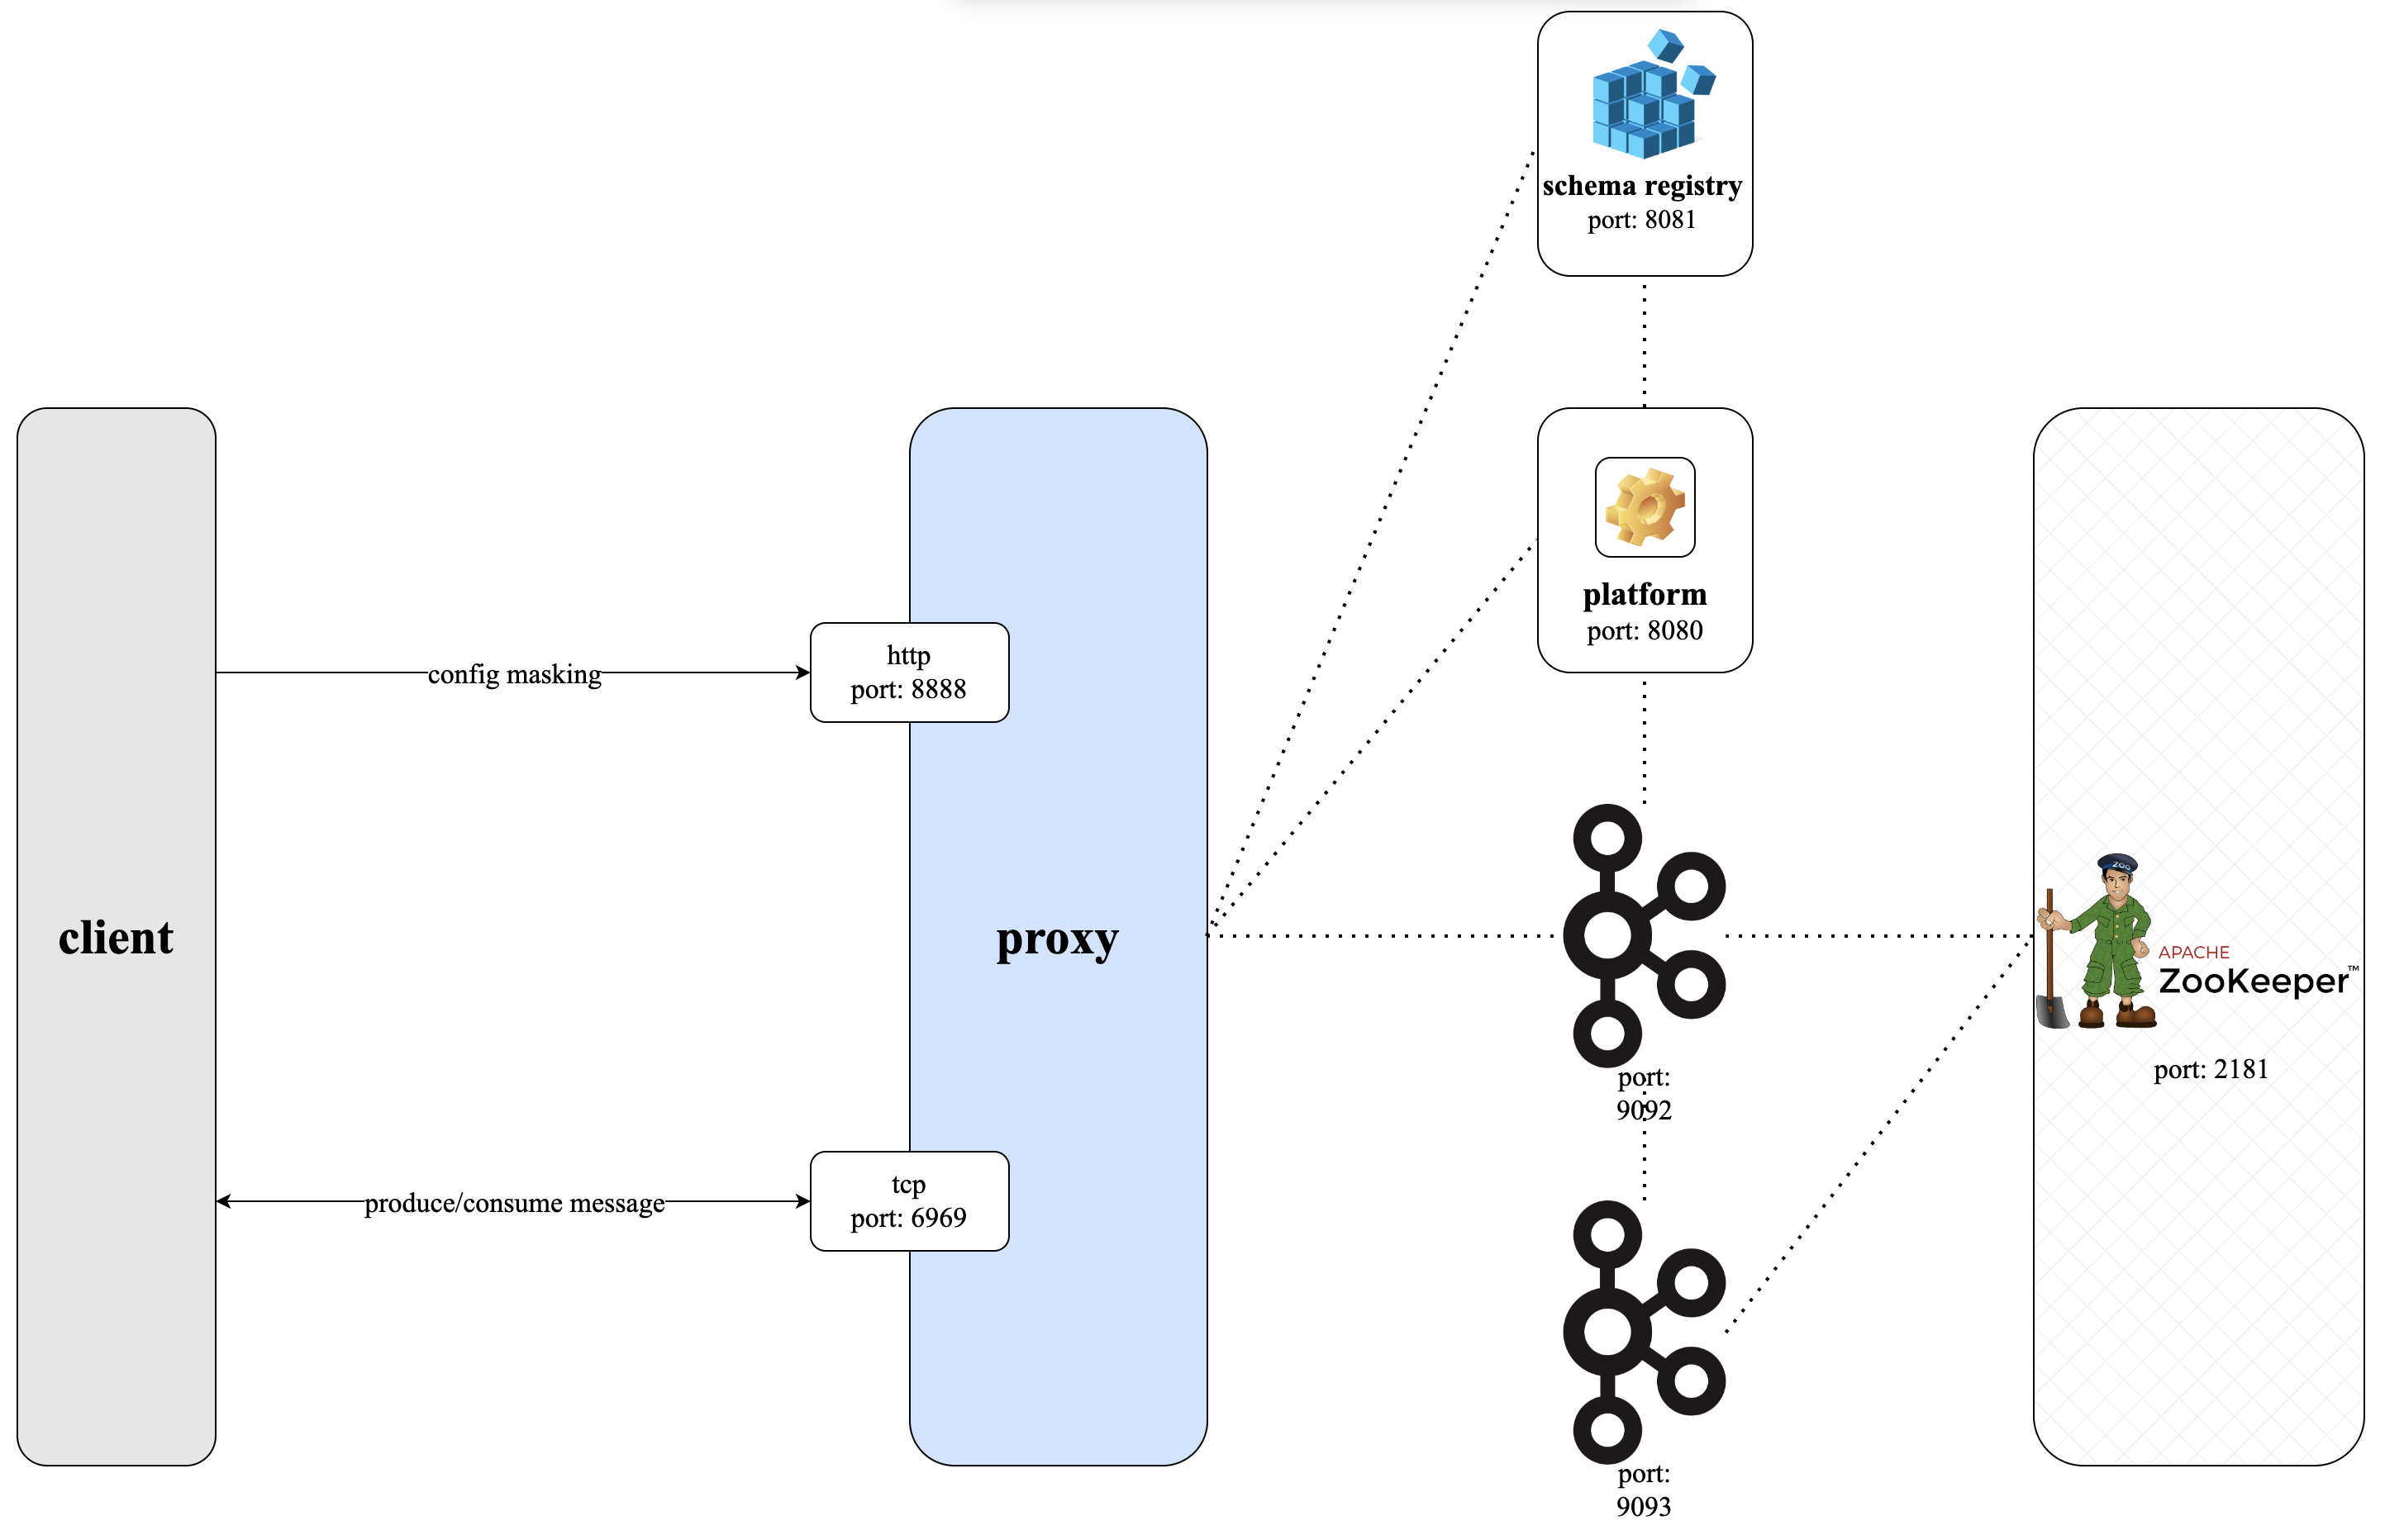 schema registry
port: 8081
platform
port: 8080
http
port: 8888
config masking
client
proxy
ZOO
APACHE
ZooKeeper™
port: 2181
port:
9092
tcp
port: 6969
produce/consume message
port:
9093